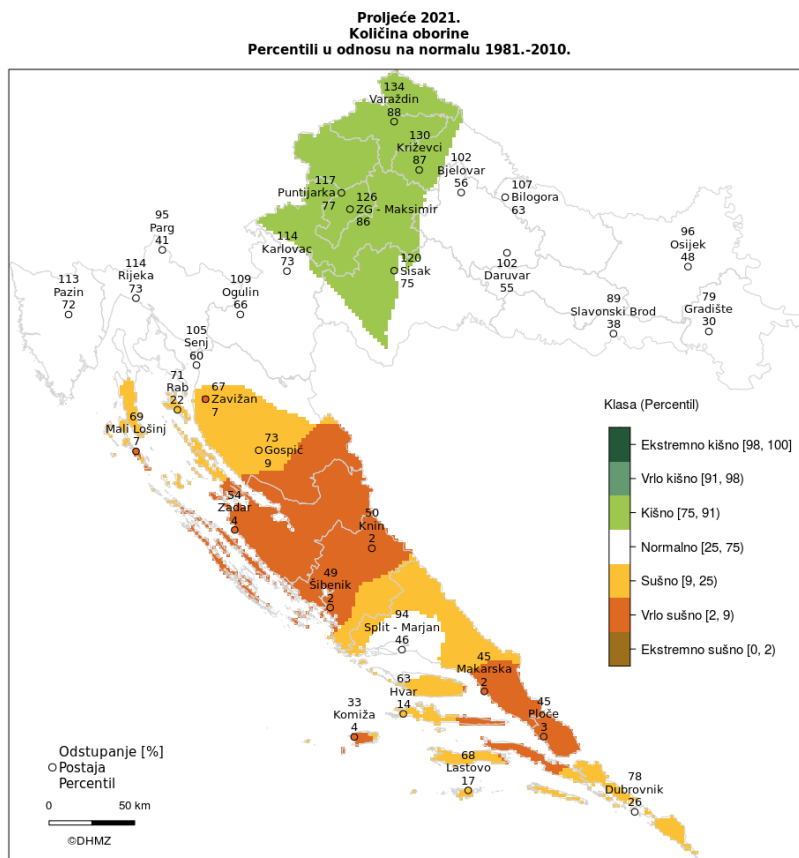 Proljeće 2021.
Količina oborine
Percentili u odnosu na normalu 1981.-2010.
134
Varaždin
88
130
Križevci
87
102
Bjelovar
56
117
Puntijarka
77
126
ZG - Maksimir
86
107
Bilogora
63
95
Parg
41
114
Karlovac
73
120
Sisak
75
102
Daruvar
55
96
Osijek
48
113
Pazin
72
114
Rijeka
73
109
Ogulin
66
89
Slavonski Brod
38
79
Gradište
30
105
Senj
60
71
Rab
22
67
Zavižan
7
69
Mali Lošinj
7
73
Gospić
9
54
Zadar
4
50
Knin
2
49
Šibenik
2
94
Split - Marjan
46
45
Makarska
2
63
Hvar
14
33
Komiža
4
45
Ploče
3
68
Lastovo
17
78
Dubrovnik
26
Klasa (Percentil)
Ekstremno kišno [98, 100]
Vrlo kišno [91, 98)
Kišno [75, 91)
Normalno [25, 75)
Sušno [9, 25)
Vrlo sušno [2, 9)
Ekstremno sušno [0, 2)
Odstupanje [%]
Postaja
Percentil
0 50 km
©DHMZ